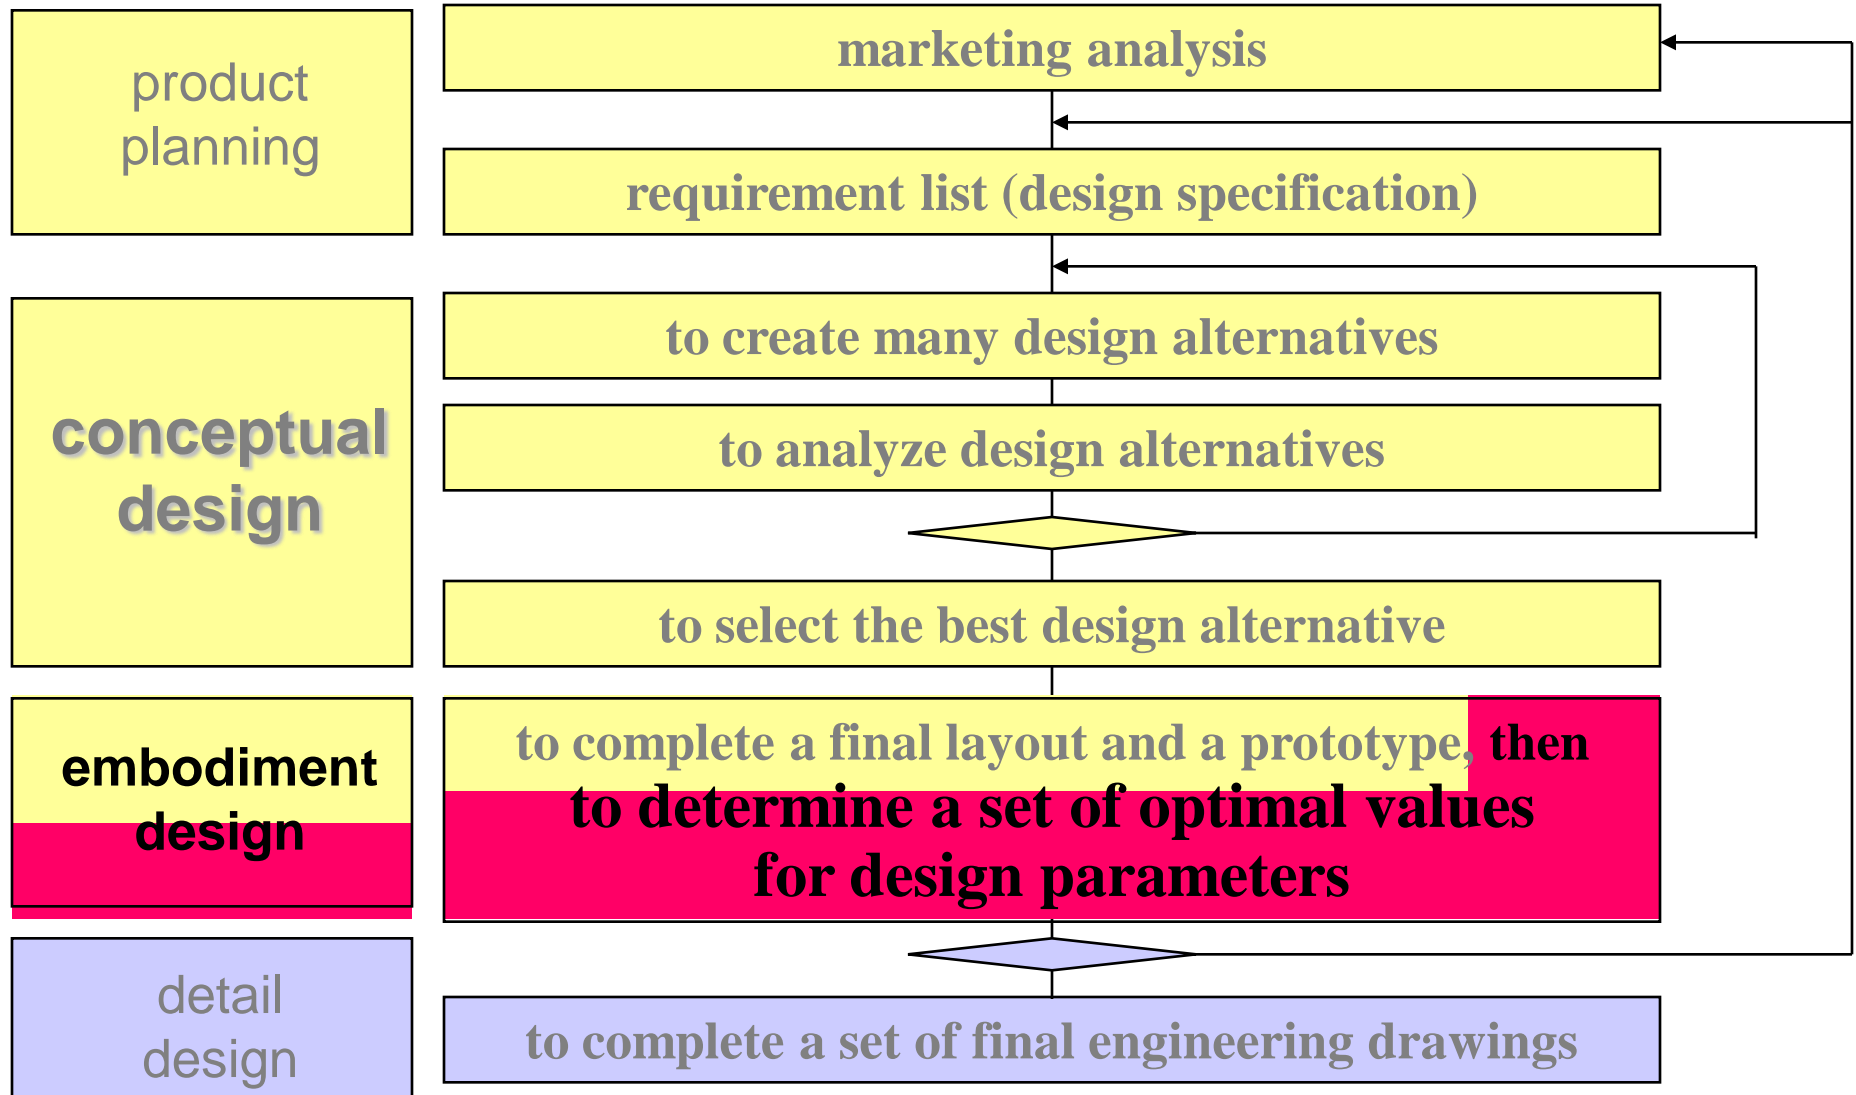 product
planning
marketing analysis
requirement list (design specification)
conceptual
design
to create many design alternatives
to analyze design alternatives
to select the best design alternative
embodiment
design
to complete a final layout and a prototype, then
to determine a set of optimal values
for design parameters
detail
design
to complete a set of final engineering drawings